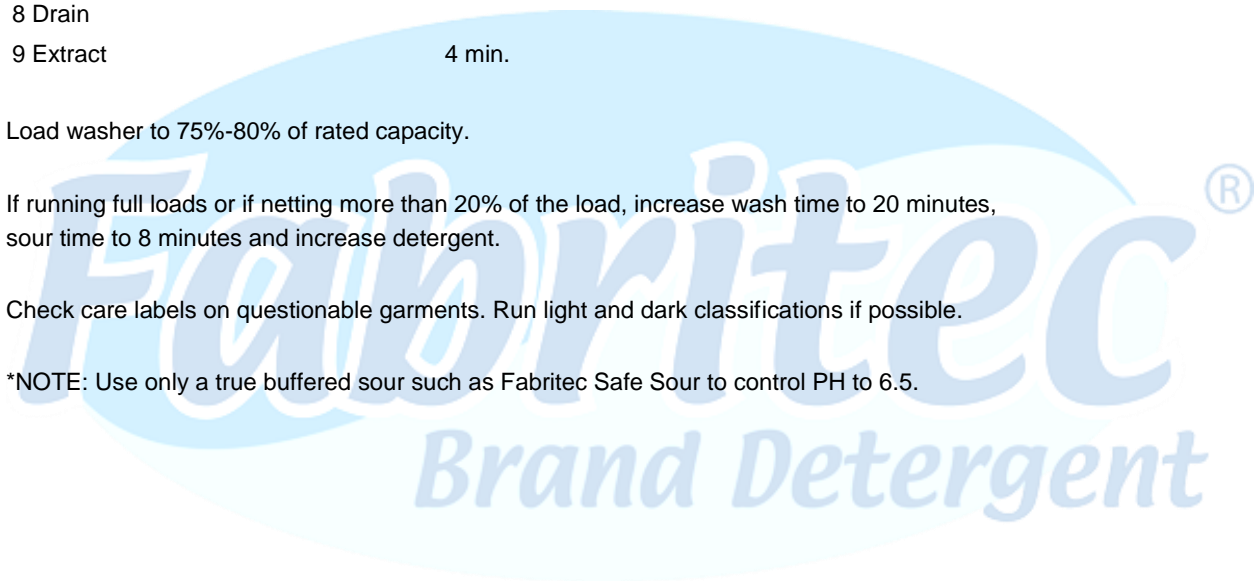 8 Drain
9 Extract 4 min.
Load washer to 75%-80% of rated capacity.
If running full loads or if netting more than 20% of the load, increase wash time to 20 minutes,
sour time to 8 minutes and increase detergent.
Check care labels on questionable garments. Run light and dark classifications if possible.
*NOTE: Use only a true buffered sour such as Fabritec Safe Sour to control PH to 6.5.
Fabritec®
Brand Detergent